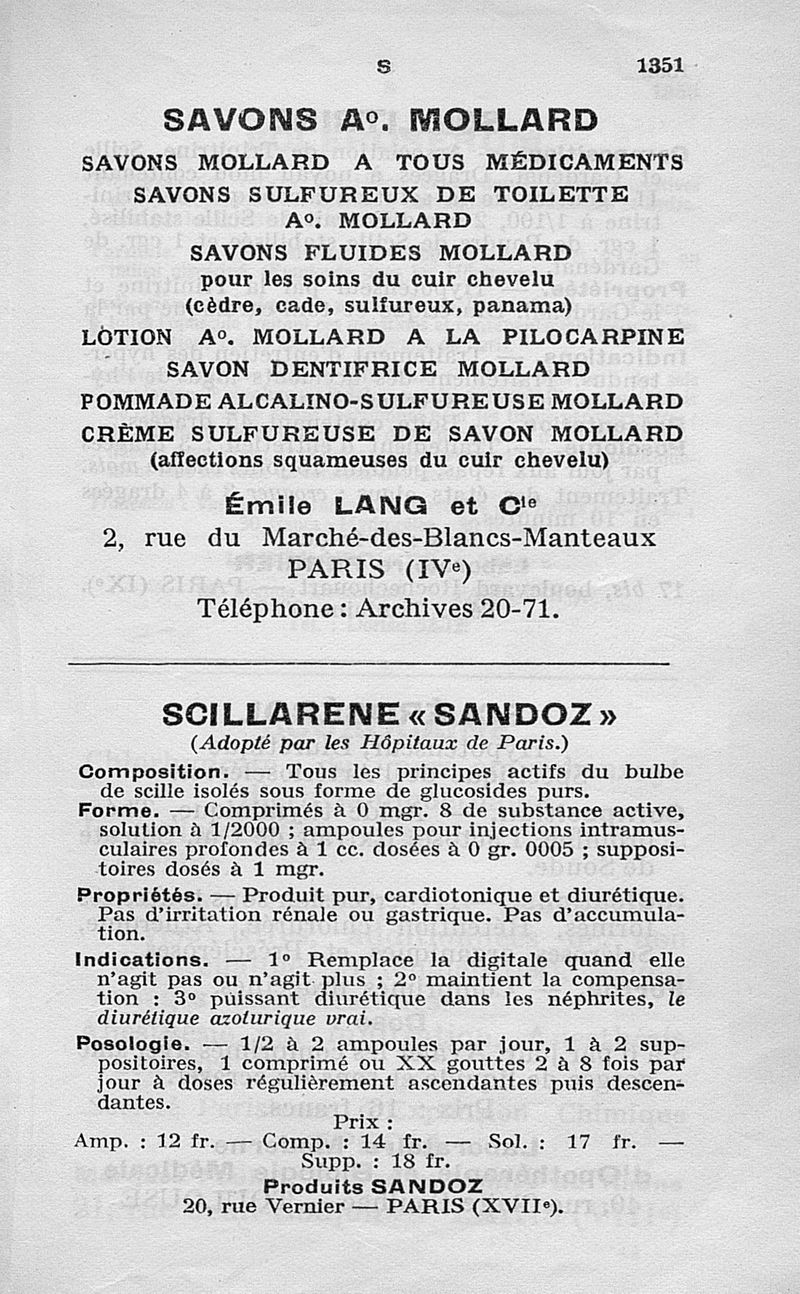 S 1351
SAVONS Aº. MOLLARD
SAVONS MOLLARD A TOUS MÉDICAMENTS
SAVONS SULFUREUX DE TOILETTE
Aº. MOLLARD
SAVONS FLUIDES MOLLARD
pour les soins du cuir chevelu
(cèdre, cade, sulfureux, panama)
LOTION Aº. MOLLARD A LA PILOCARPINE
SAVON DENTIFRICE MOLLARD
POMMADE ALCALINO-SULFUREUSE MOLLARD
CRÈME SULFUREUSE DE SAVON MOLLARD
(affections squameuses du cuir chevelu)
Émile LANG et Cie
2, rue du Marché-des-Blancs-Manteaux
PARIS (IVe)
Téléphone : Archives 20-71.
SCILLARENE « SANDOZ »
(Adopté par les Hôpitaux de Paris.)
Composition. — Tous les principes actifs du bulbe
de scille isolés sous forme de glucosides purs.
Forme. — Comprimés à 0 mgr. 8 de substance active,
solution à 1/2000 ; ampoules pour injections intramus-
culaires profondes à 1 cc. dosées à 0 gr. 0005 ; supposi-
toires dosés à 1 mgr.
Propriétés. — Produit pur, cardiotonique et diurétique.
Pas d'irritation rénale ou gastrique. Pas d'accumula-
tion.
Indications. — 1º Remplace la digitale quand elle
n'agit pas ou n'agit plus ; 2º maintient la compensa-
tion : 3º puissant diurétique dans les néphrites, le
diurétique azoturique vrai.
Posologie. — 1/2 à 2 ampoules par jour, 1 à 2 sup-
positoires, 1 comprimé ou XX gouttes 2 à 8 fois par
jour à doses régulièrement ascendantes puis descen-
dantes.
Prix :
Amp. : 12 fr. — Comp. : 14 fr. — Sol. : 17 fr. —
Supp. : 18 fr.
Produits SANDOZ
20, rue Vernier — PARIS (XVIIe).